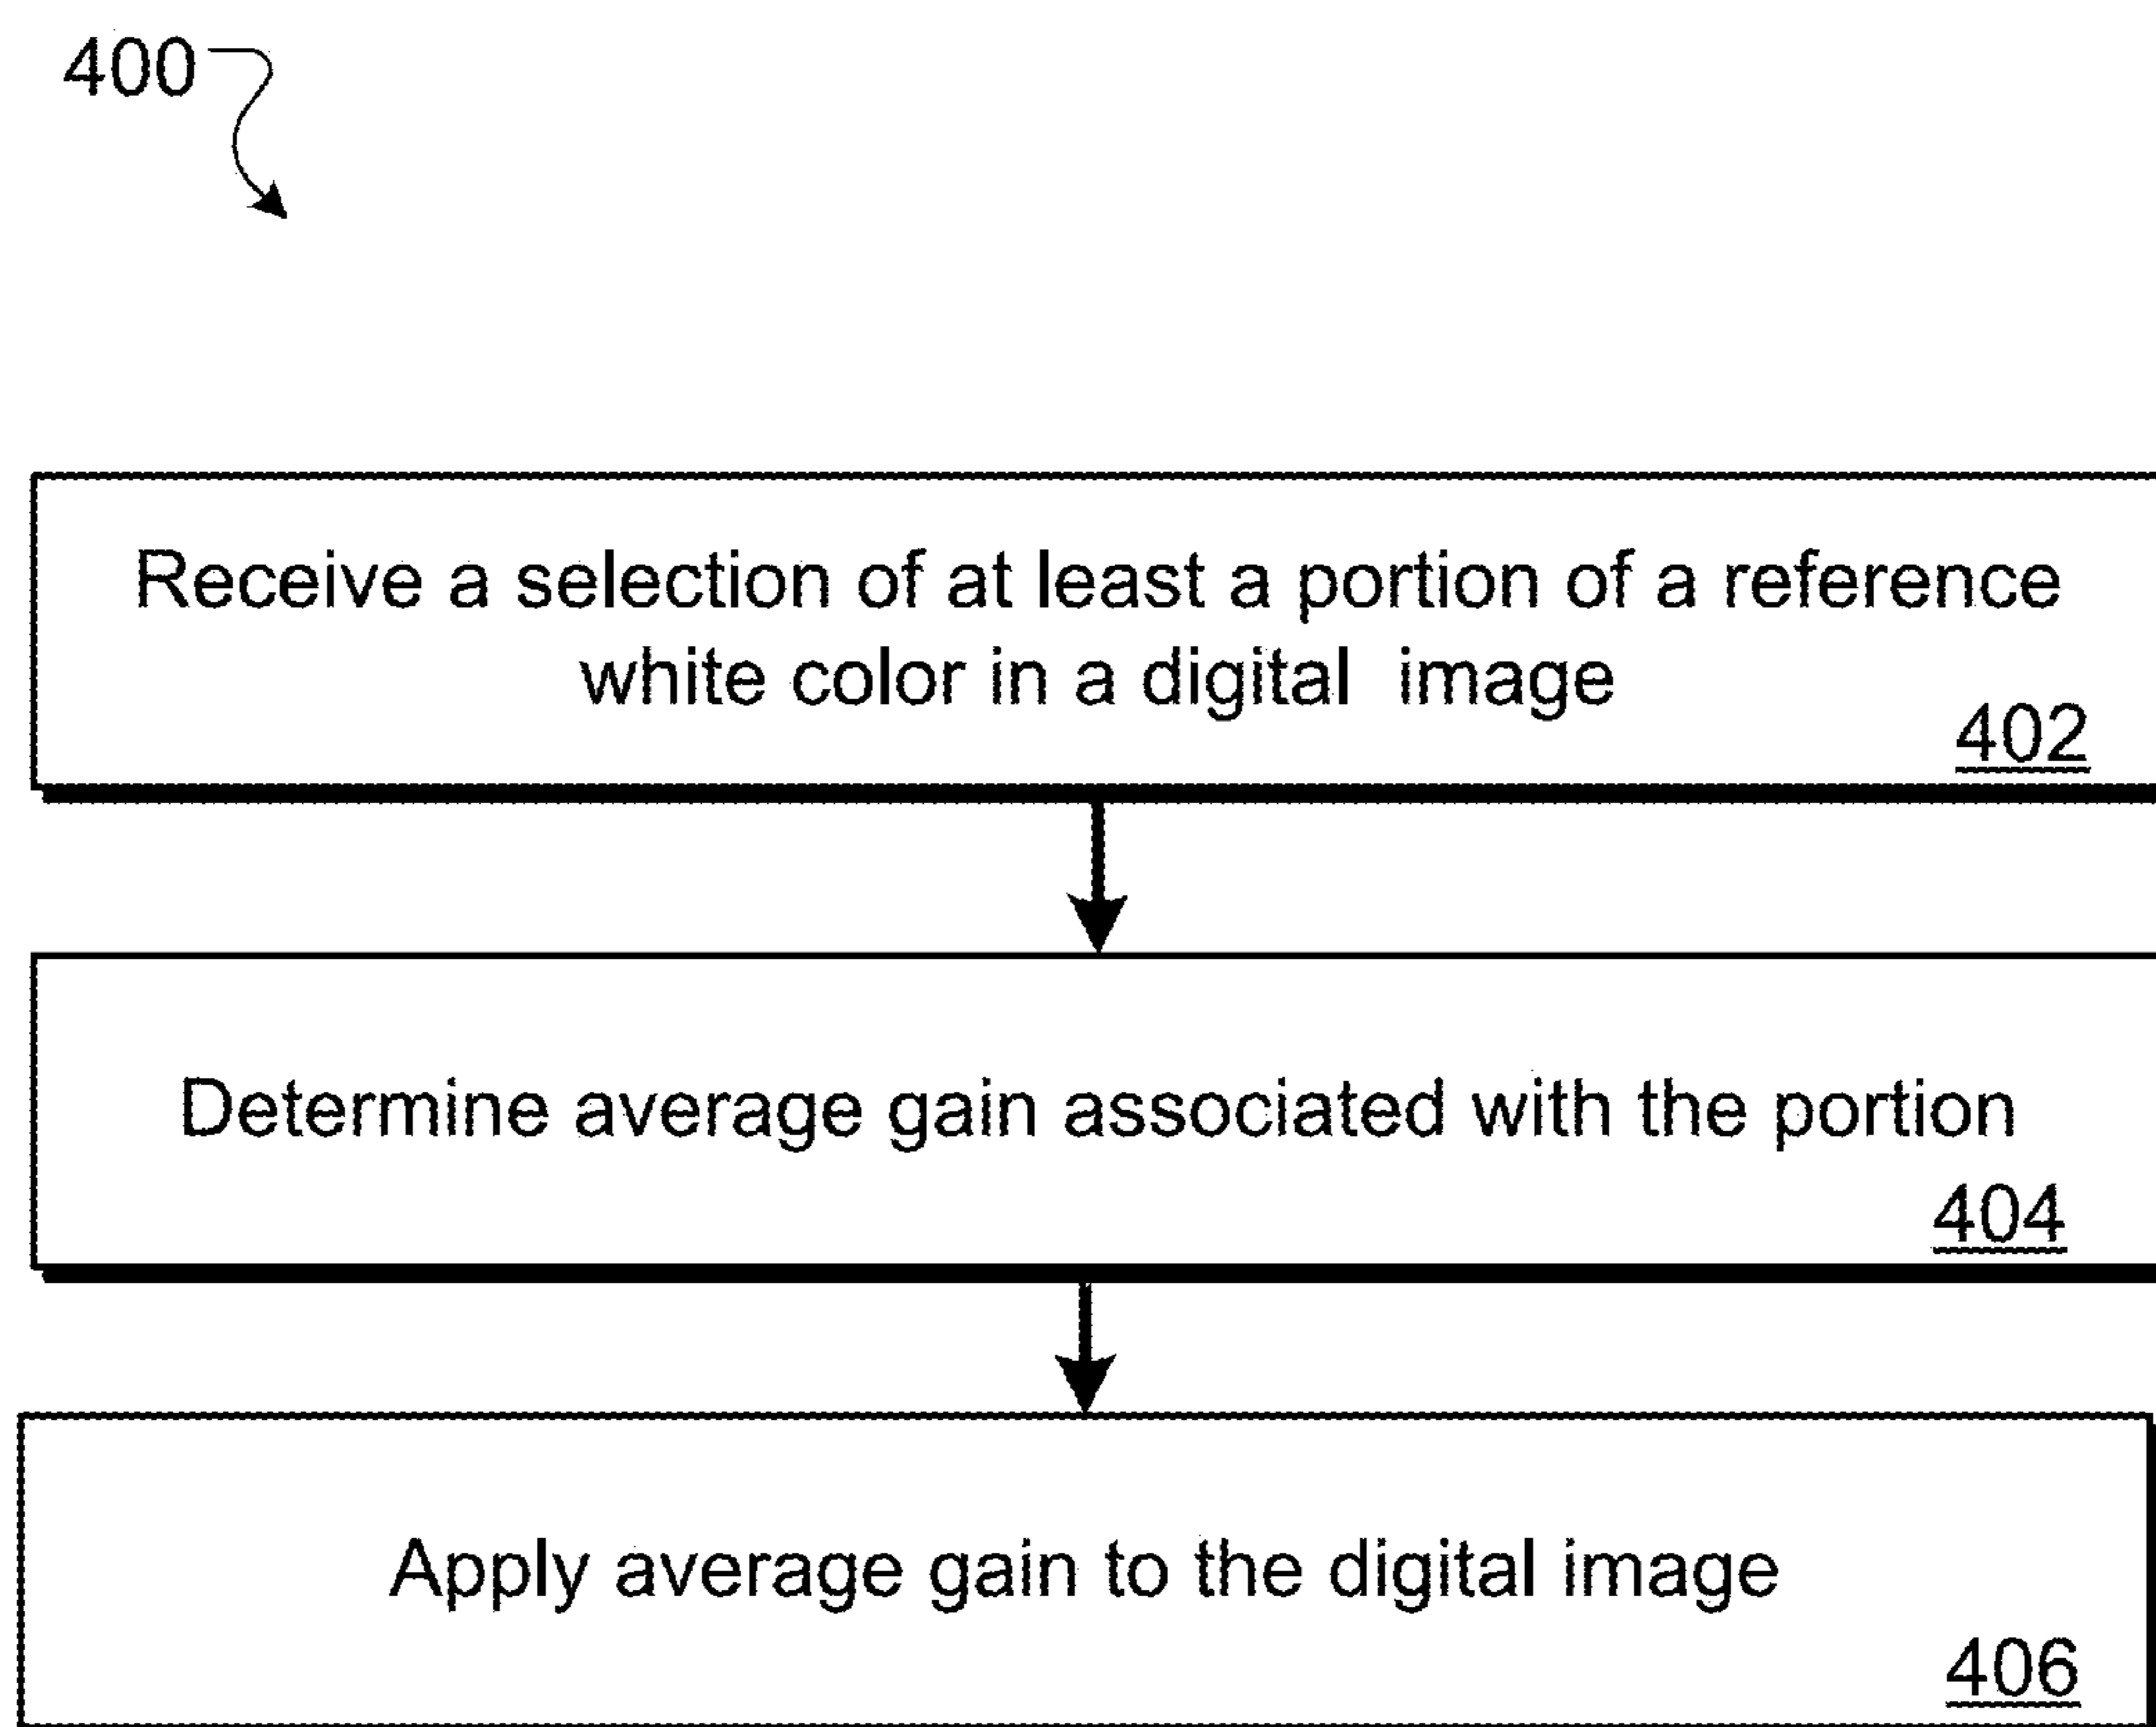 400
Receive a selection of at least a portion of a reference
white color in a digital image
402
Determine average gain associated with the portion
404
Apply average gain to the digital image
406